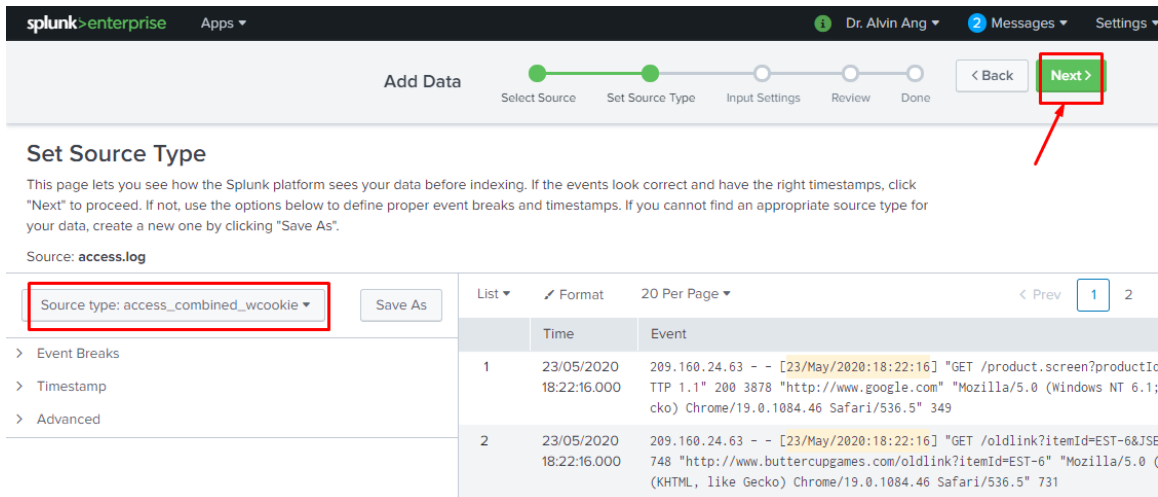 splunk>enterprise Apps Dr. Alvin Ang 2 Messages Settings
Add Data
Select Source Set Source Type Input Settings Review Done
< Back Next >
Set Source Type
This page lets you see how the Splunk platform sees your data before indexing. If the events look correct and have the right timestamps, click
"Next" to proceed. If not, use the options below to define proper event breaks and timestamps. If you cannot find an appropriate source type for
your data, create a new one by clicking "Save As".
Source: access.log
Source type: access_combined_wcookie Save As
> Event Breaks
> Timestamp
> Advanced
List Format 20 Per Page < Prev 1 2
Time Event
1 23/05/2020 209.160.24.63 - - [23/May/2020:18:22:16] "GET /product.screen?productId
18:22:16.000 TTP 1.1" 200 3878 "http://www.google.com" "Mozilla/5.0 (Windows NT 6.1;
cko) Chrome/19.0.1084.46 Safari/536.5" 349
2 23/05/2020 209.160.24.63 - - [23/May/2020:18:22:16] "GET /oldlink?itemId=EST-6&JSE
18:22:16.000 748 "http://www.buttercupgames.com/oldlink?itemId=EST-6" "Mozilla/5.0 (
(KHTML, like Gecko) Chrome/19.0.1084.46 Safari/536.5" 731